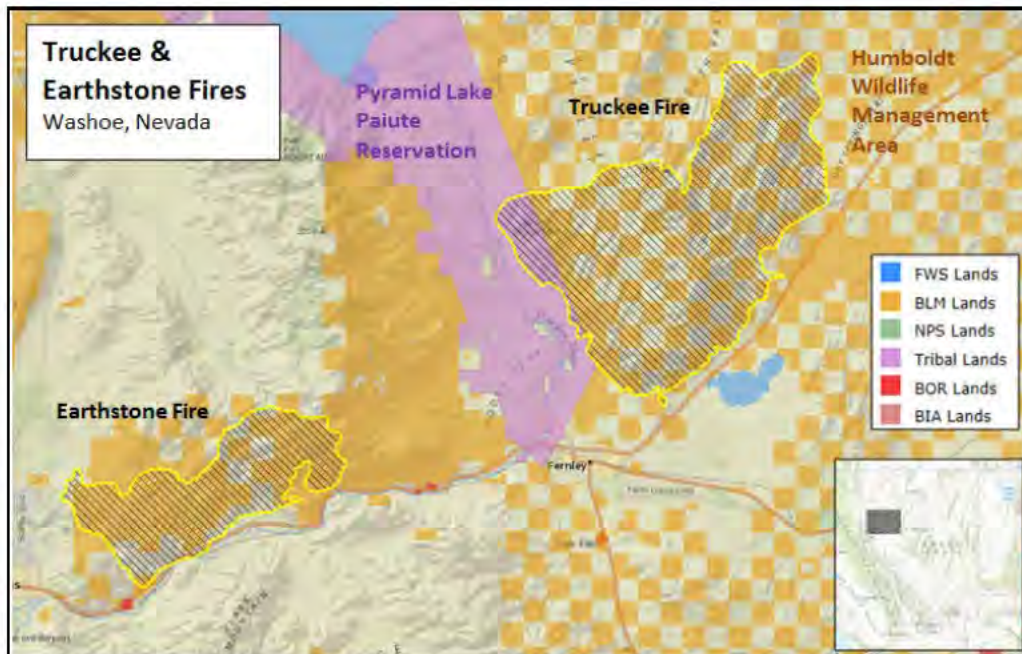 Truckee &
Earthstone Fires
Washoe, Nevada
Pyramid Lake
Paiute
Reservation
Truckee Fire
Humboldt
Wildlife
Management
Area
FWS Lands
BLM Lands
NPS Lands
Tribal Lands
BOR Lands
BIA Lands
Earthstone Fire
Fernley